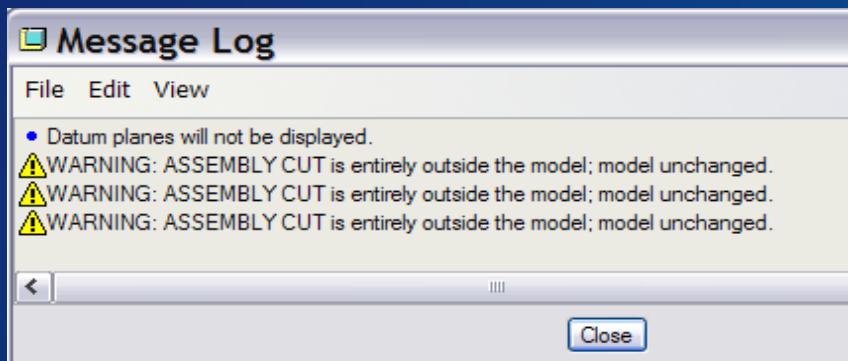 Message Log
File Edit View
Datum planes will not be displayed.
WARNING: ASSEMBLY CUT is entirely outside the model; model unchanged.
WARNING: ASSEMBLY CUT is entirely outside the model; model unchanged.
WARNING: ASSEMBLY CUT is entirely outside the model; model unchanged.
Close